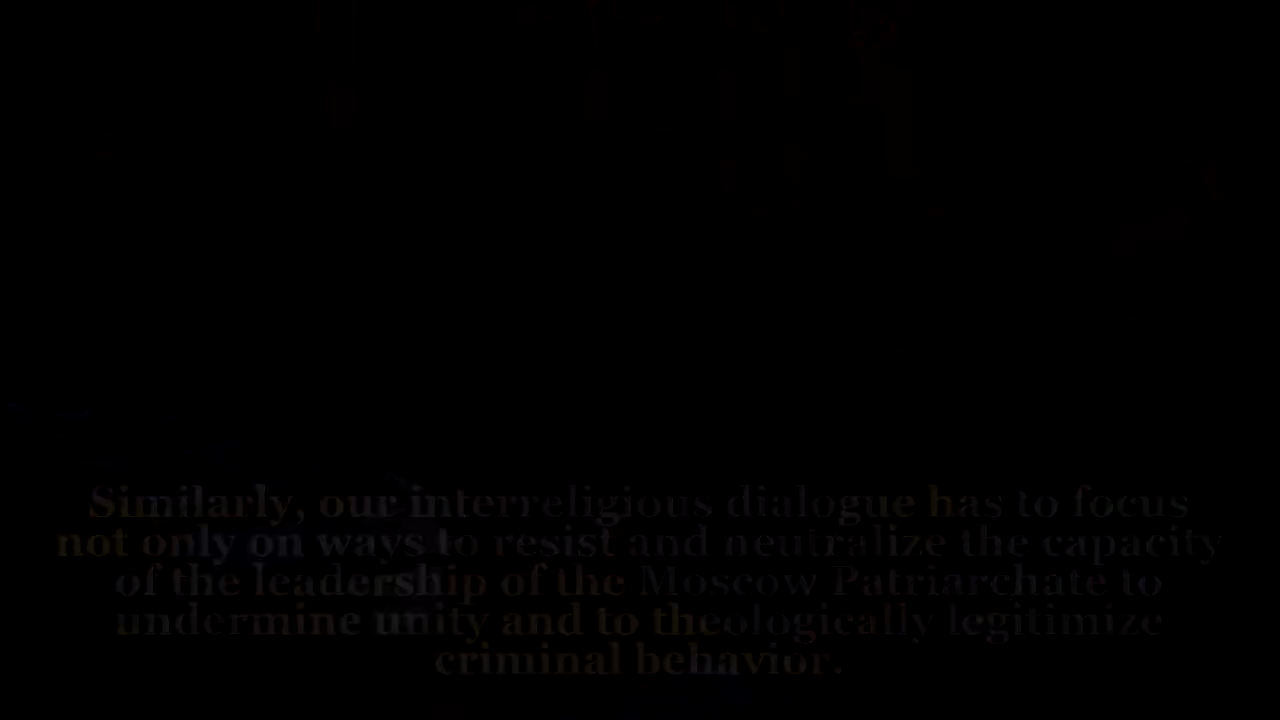 Similarly, our interreligious dialogue has to focus
not only on ways to resist and neutralize the capacity
of the leadership of the Moscow Patriarchate to
undermine unity and to theologically legitimize
criminal behavior.